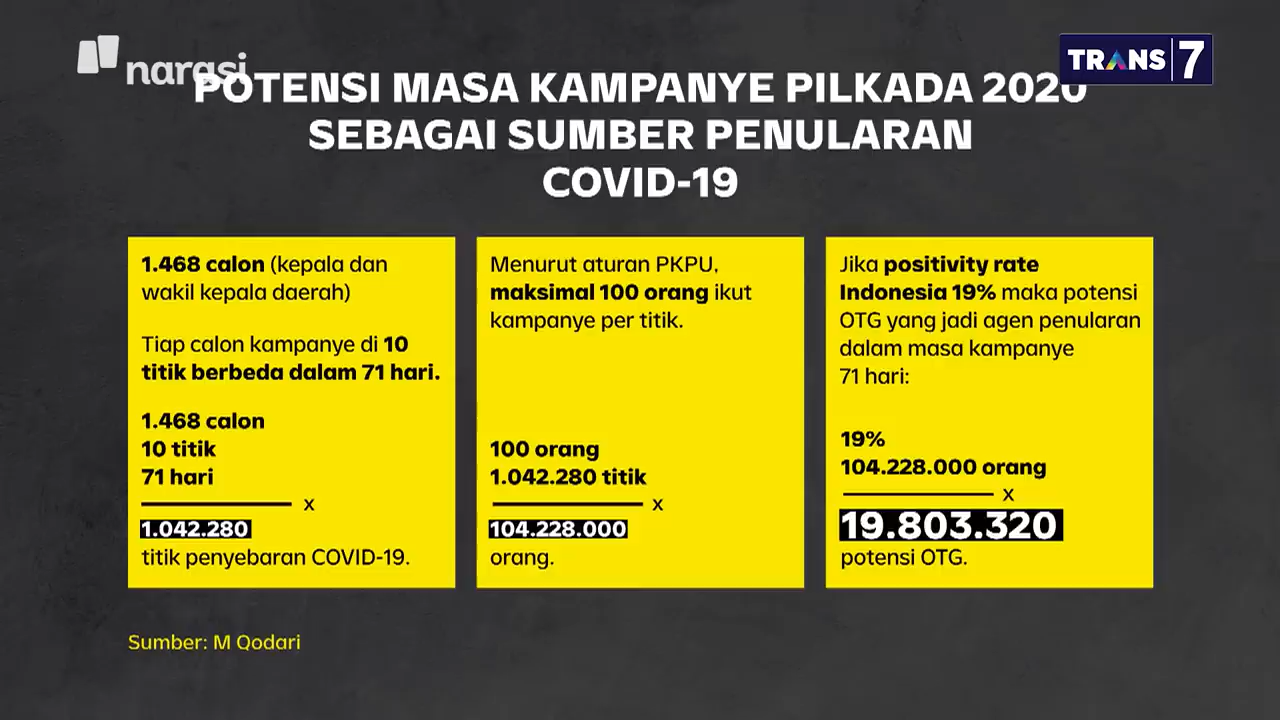 narasi
TRANS 7
POTENSI MASA KAMPANYE PILKADA 2020
SEBAGAI SUMBER PENULARAN
COVID-19
1.468 calon (kepala dan
wakil kepala daerah)
Tiap calon kampanye di 10
titik berbeda dalam 71 hari.
1.468 calon
10 titik
71 hari
x
1.042.280
titik penyebaran COVID-19.
Menurut aturan PKPU,
maksimal 100 orang ikut
kampanye per titik.
100 orang
1.042.280 titik
x
104.228.000
orang.
Jika positivity rate
Indonesia 19% maka potensi
OTG yang jadi agen penularan
dalam masa kampanye
71 hari:
19%
104.228.000 orang
x
19.803.320
potensi OTG.
Sumber: M Qodari